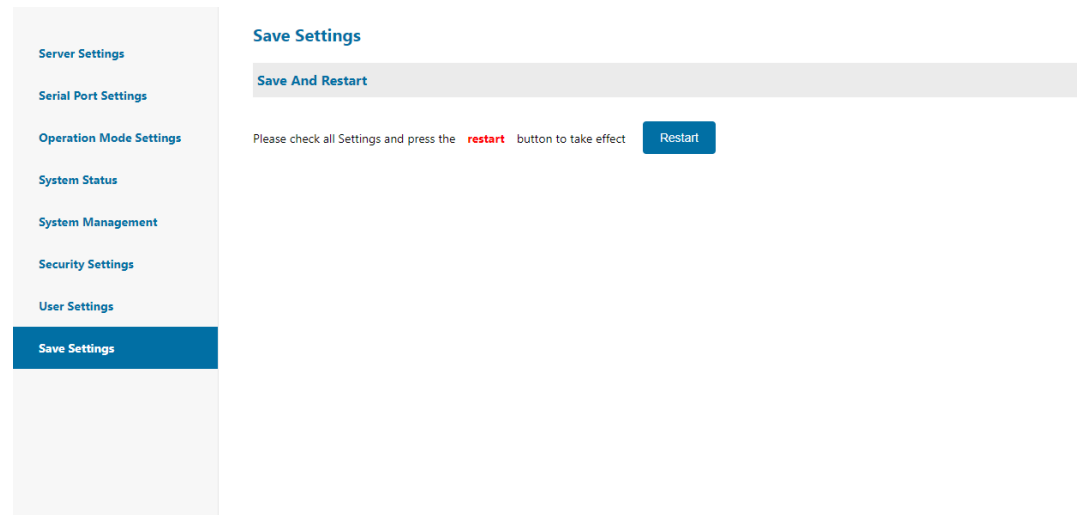 Server Settings
Serial Port Settings
Operation Mode Settings
System Status
System Management
Security Settings
User Settings
Save Settings
Save Settings
Save And Restart
Please check all Settings and press the restart button to take effect Restart